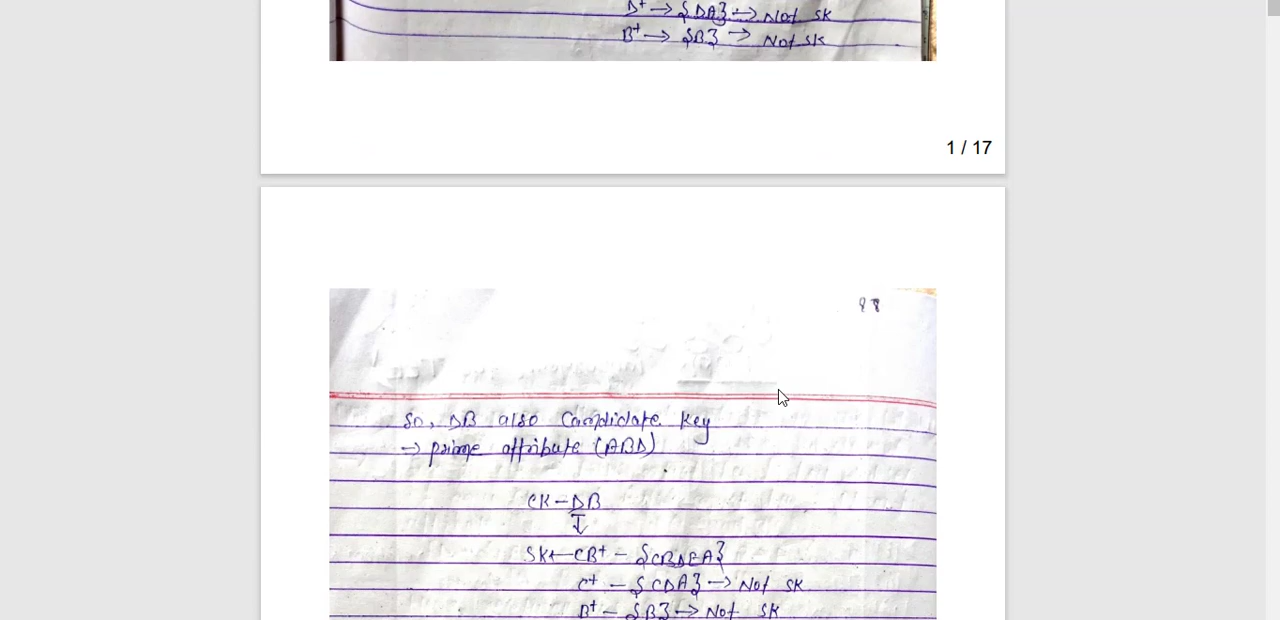 D+ → {DA} → Not SK
B+ → {B} → Not SK
1 / 17
98
So, DB also Candidate key
→ prime attribute (ABD)
CK - DB
↓
SK ← CB+ - {CBDEA}
C+ - {CDA} → Not SK
B+ - {B} → Not SK